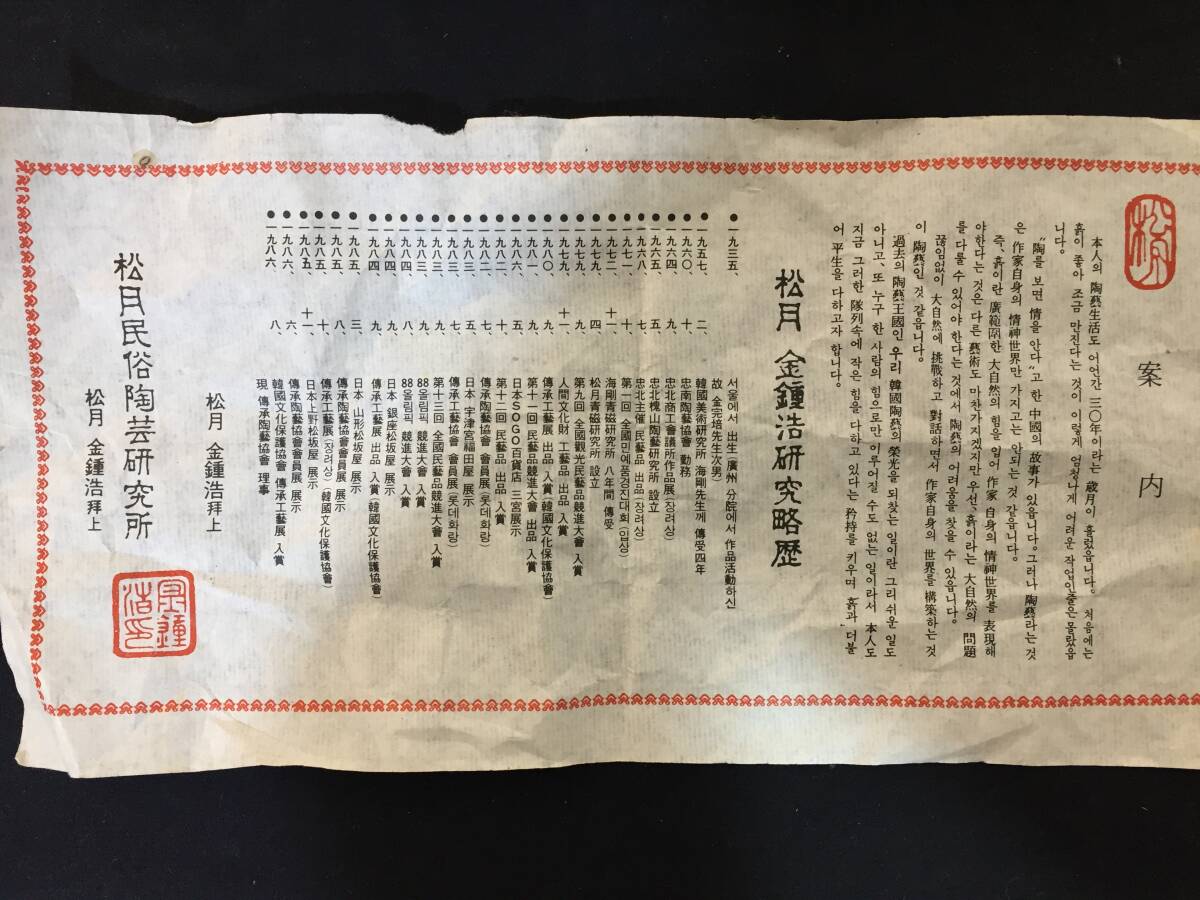 案內
本人의 陶藝生活도 어언간 三〇年이라는 歲月이 흘렀읍니다. 처음에는
흙이 좋아 조금 만진다는 것이 이렇게 엄청나게 어려운 작업인줄은 몰랐읍
니다.
"陶를 보면 情을 안다"고 한 中國의 故事가 있읍니다. 그러나 陶藝라는 것
은 作家自身의 情神世界만 가지고는 안되는 것 같읍니다.
즉, 흙이란 廣範囲한 大自然의 힘을 빌어 作家 自身의 情神世界를 表現해
야한다는 것은 다른 藝術도 마찬가지겠지만 우선, 흙이라는 大自然의 問題
를 다룰 수 있어야 한다는 것에서 陶藝의 어려움을 찾을 수 있읍니다.
끊임없이 大自然에 挑戰하고 對話하면서 作家自身의 世界를 構築하는 것
이 陶藝인 것 같읍니다.
過去의 陶藝王國인 우리 韓國陶藝의 榮光을 되찾는 일이란 그리 쉬운 일도
아니고, 또 누구 한 사람의 힘으로만 이루어질 수도 없는 일이라서 本人도
지금 그러한 隊列속에 작은 힘을 다하고 있다는 矜持를 키우며 흙과 더불
어 平生을 다하고자 합니다.
松月 金鍾浩研究略歷
●一九三五、 서울에서 出生(廣州 分院에서 作品活動하신
故 金完培先生次男)
●一九五七、 二、 韓國美術硏究所 海剛先生께 傳受四年
●一九六〇、 十、 忠南陶藝協會 勤務
●一九六四、 九、 忠北商工會議所作品展(장려상)
●一九六五、 五、 忠北槐山陶藝硏究所 設立
●一九六八、 七、 忠北主催 民藝品 出品(장려상)
●一九七一、 第一回 全國민예품경진대회(입상)
●一九七二、 十一、 海剛青磁硏究所 八年間 傳受
●一九七九、 四、 松月青磁硏究所 設立
●一九七九、 九、 第九回 全國觀光民藝品競進大會 入賞
●一九七九、 十一、 人間文化財 工藝品 出品 入賞
●一九八〇、 九、 傳承工藝展 出品 入賞(韓國文化保護協會)
●一九八一、 九、 第十一回 民藝品競進大會 出品 入賞
●一九八六、 五、 日本SOGO百貨店 三宮展示
●一九八二、 十、 第十二回 民藝品 出品 入賞
●一九八二、 七、 傳承陶藝協會 會員展(롯데화랑)
●一九八三、 五、 日本 宇津宮福田屋 展示
●一九八三、 七、 傳承工藝協會 會員展(롯데화랑)
●一九八三、 九、 第十三回 全國民藝品競進大會 入賞
●一九八三、 九、 88올림픽 競進大會 入賞
●一九八四、 九、 88올림픽 競進大會 入賞
●一九八四、 九、 日本 銀座松坂屋 展示
●一九八四、 九、 傳承工藝展 出品 入賞(韓國文化保護協會)
●一九八五、 三、 日本 山形松坂屋 展示
●一九八五、 八、 傳承陶藝協會會員展 展示
●一九八五、 十、 傳承工藝展(장려상)(韓國文化保護協會)
●一九八五、 十一、 日本上野松坂屋 展示
●一九八六、 六、 傳承陶藝協會會員展 展示
●一九八六、 八、 韓國文化保護協會 傳承工藝展 入賞
現 傳承陶藝協會 理事
松月 金鍾浩拜上
松月民俗陶芸研究所
松月 金鍾浩拜上